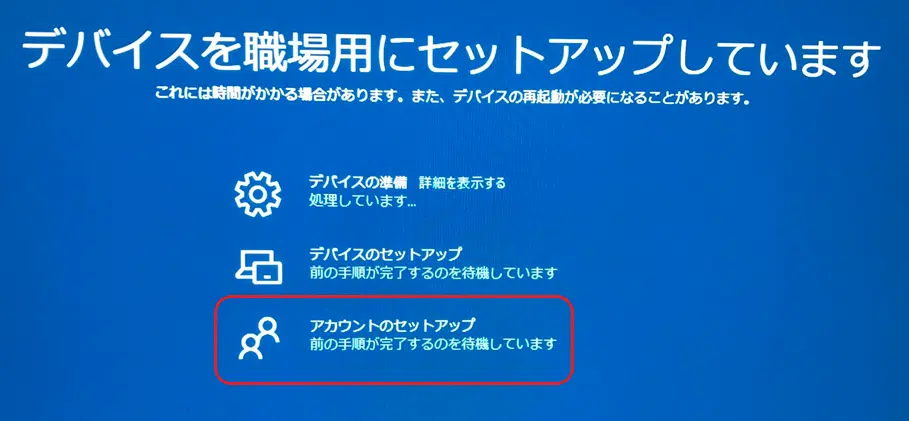 デバイスを職場用にセットアップしています
これには時間がかかる場合があります。また、デバイスの再起動が必要になることがあります。
デバイスの準備 詳細を表示する
処理しています...
デバイスのセットアップ
前の手順が完了するのを待機しています
アカウントのセットアップ
前の手順が完了するのを待機しています